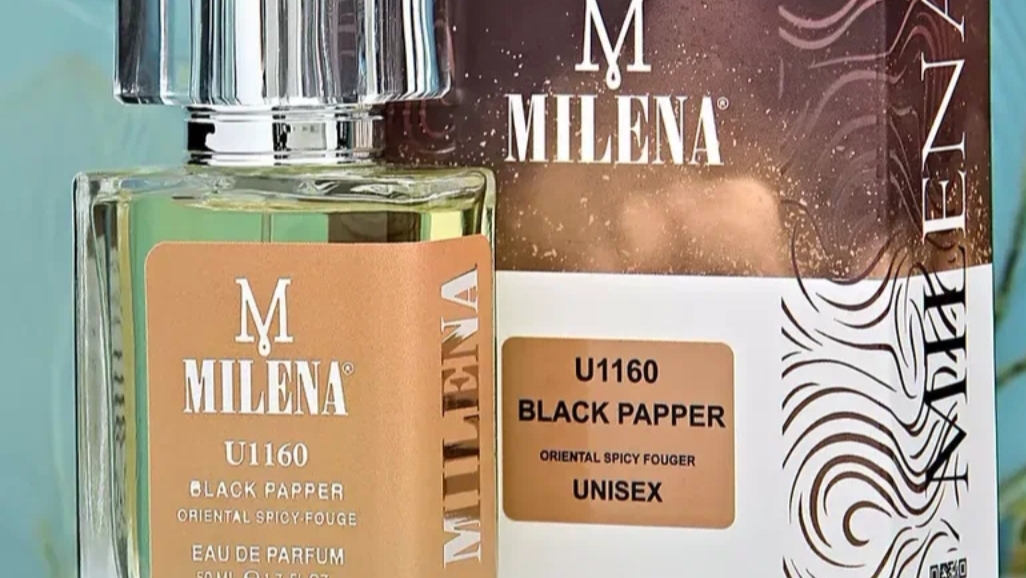 M
MILENA®
U1160
BLACK PAPPER
ORIENTAL SPICY-FOUGE
EAU DE PARFUM
MILENA
M
MILENA®
U1160
BLACK PAPPER
ORIENTAL SPICY FOUGER
UNISEX
MILENA